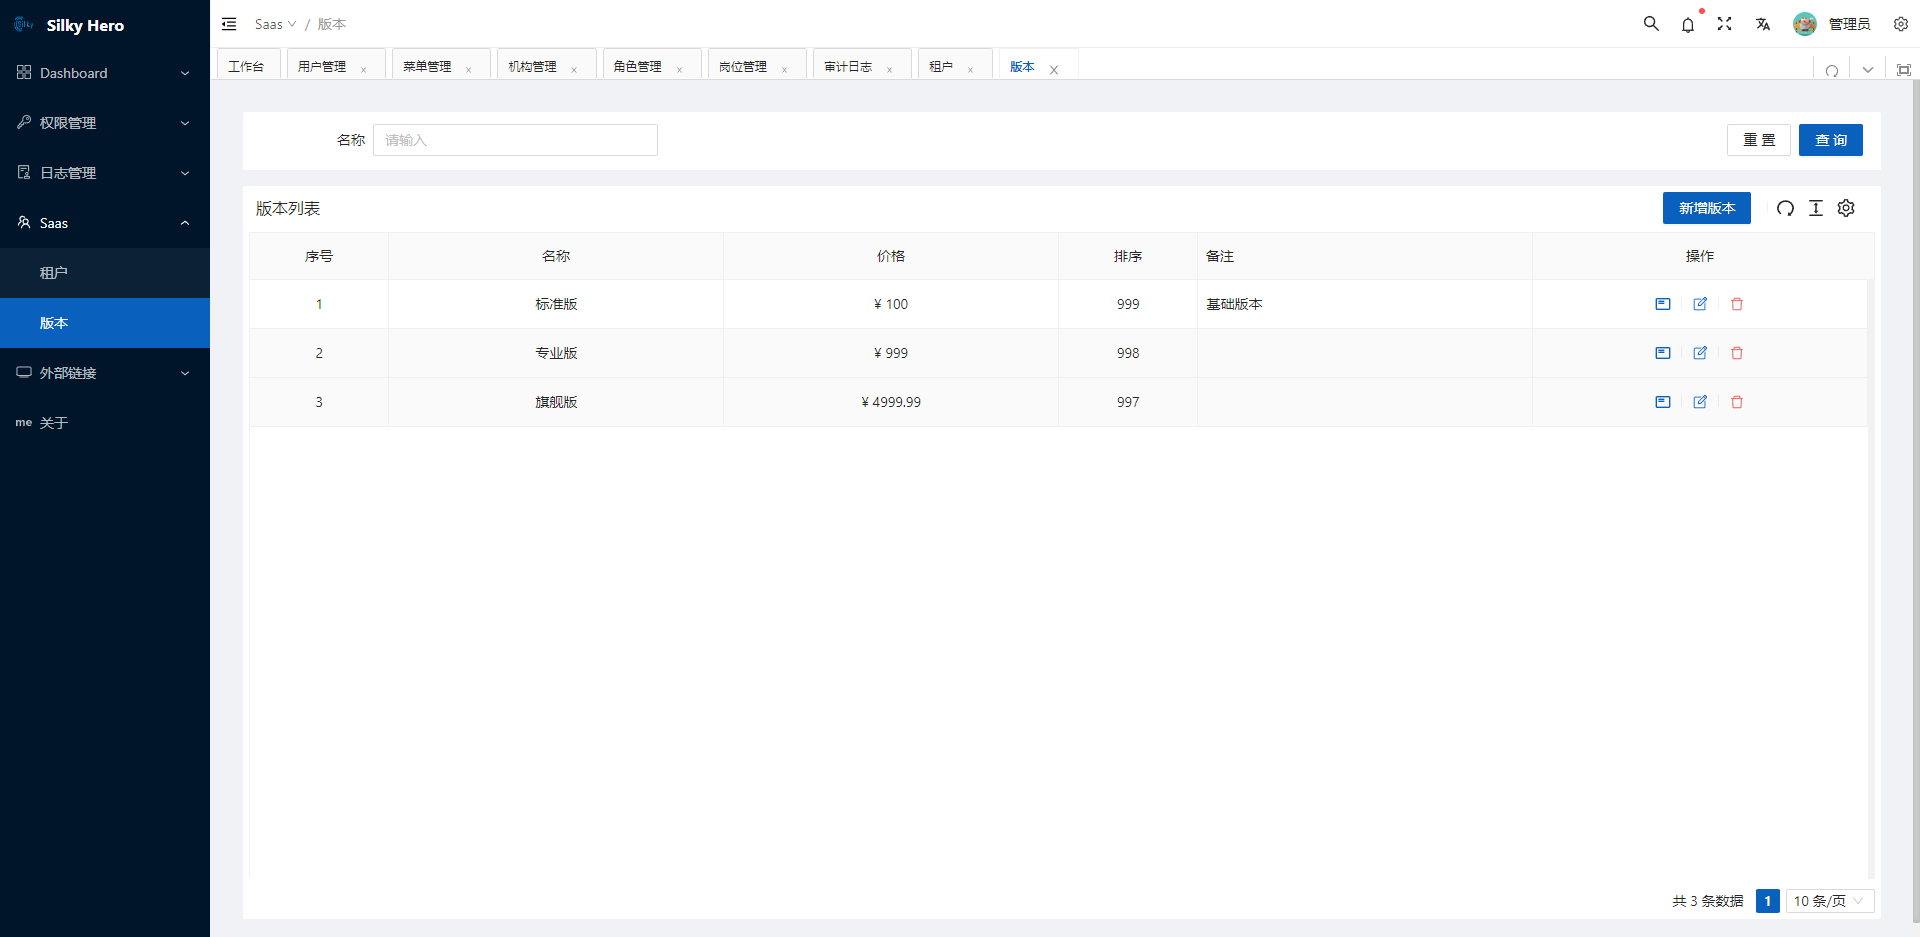 Silky Hero
Saas / 版本
管理员
工作台 用户管理 × 菜单管理 × 机构管理 × 角色管理 × 岗位管理 × 审计日志 × 租户 × 版本 ×
Dashboard
权限管理
日志管理
Saas
租户
版本
外部链接
me 关于
名称 请输入 重 置 查 询
版本列表 新增版本
序号 名称 价格 排序 备注 操作
1 标准版 ¥ 100 999 基础版本
2 专业版 ¥ 999 998
3 旗舰版 ¥ 4999.99 997
共 3 条数据 1 10 条/页